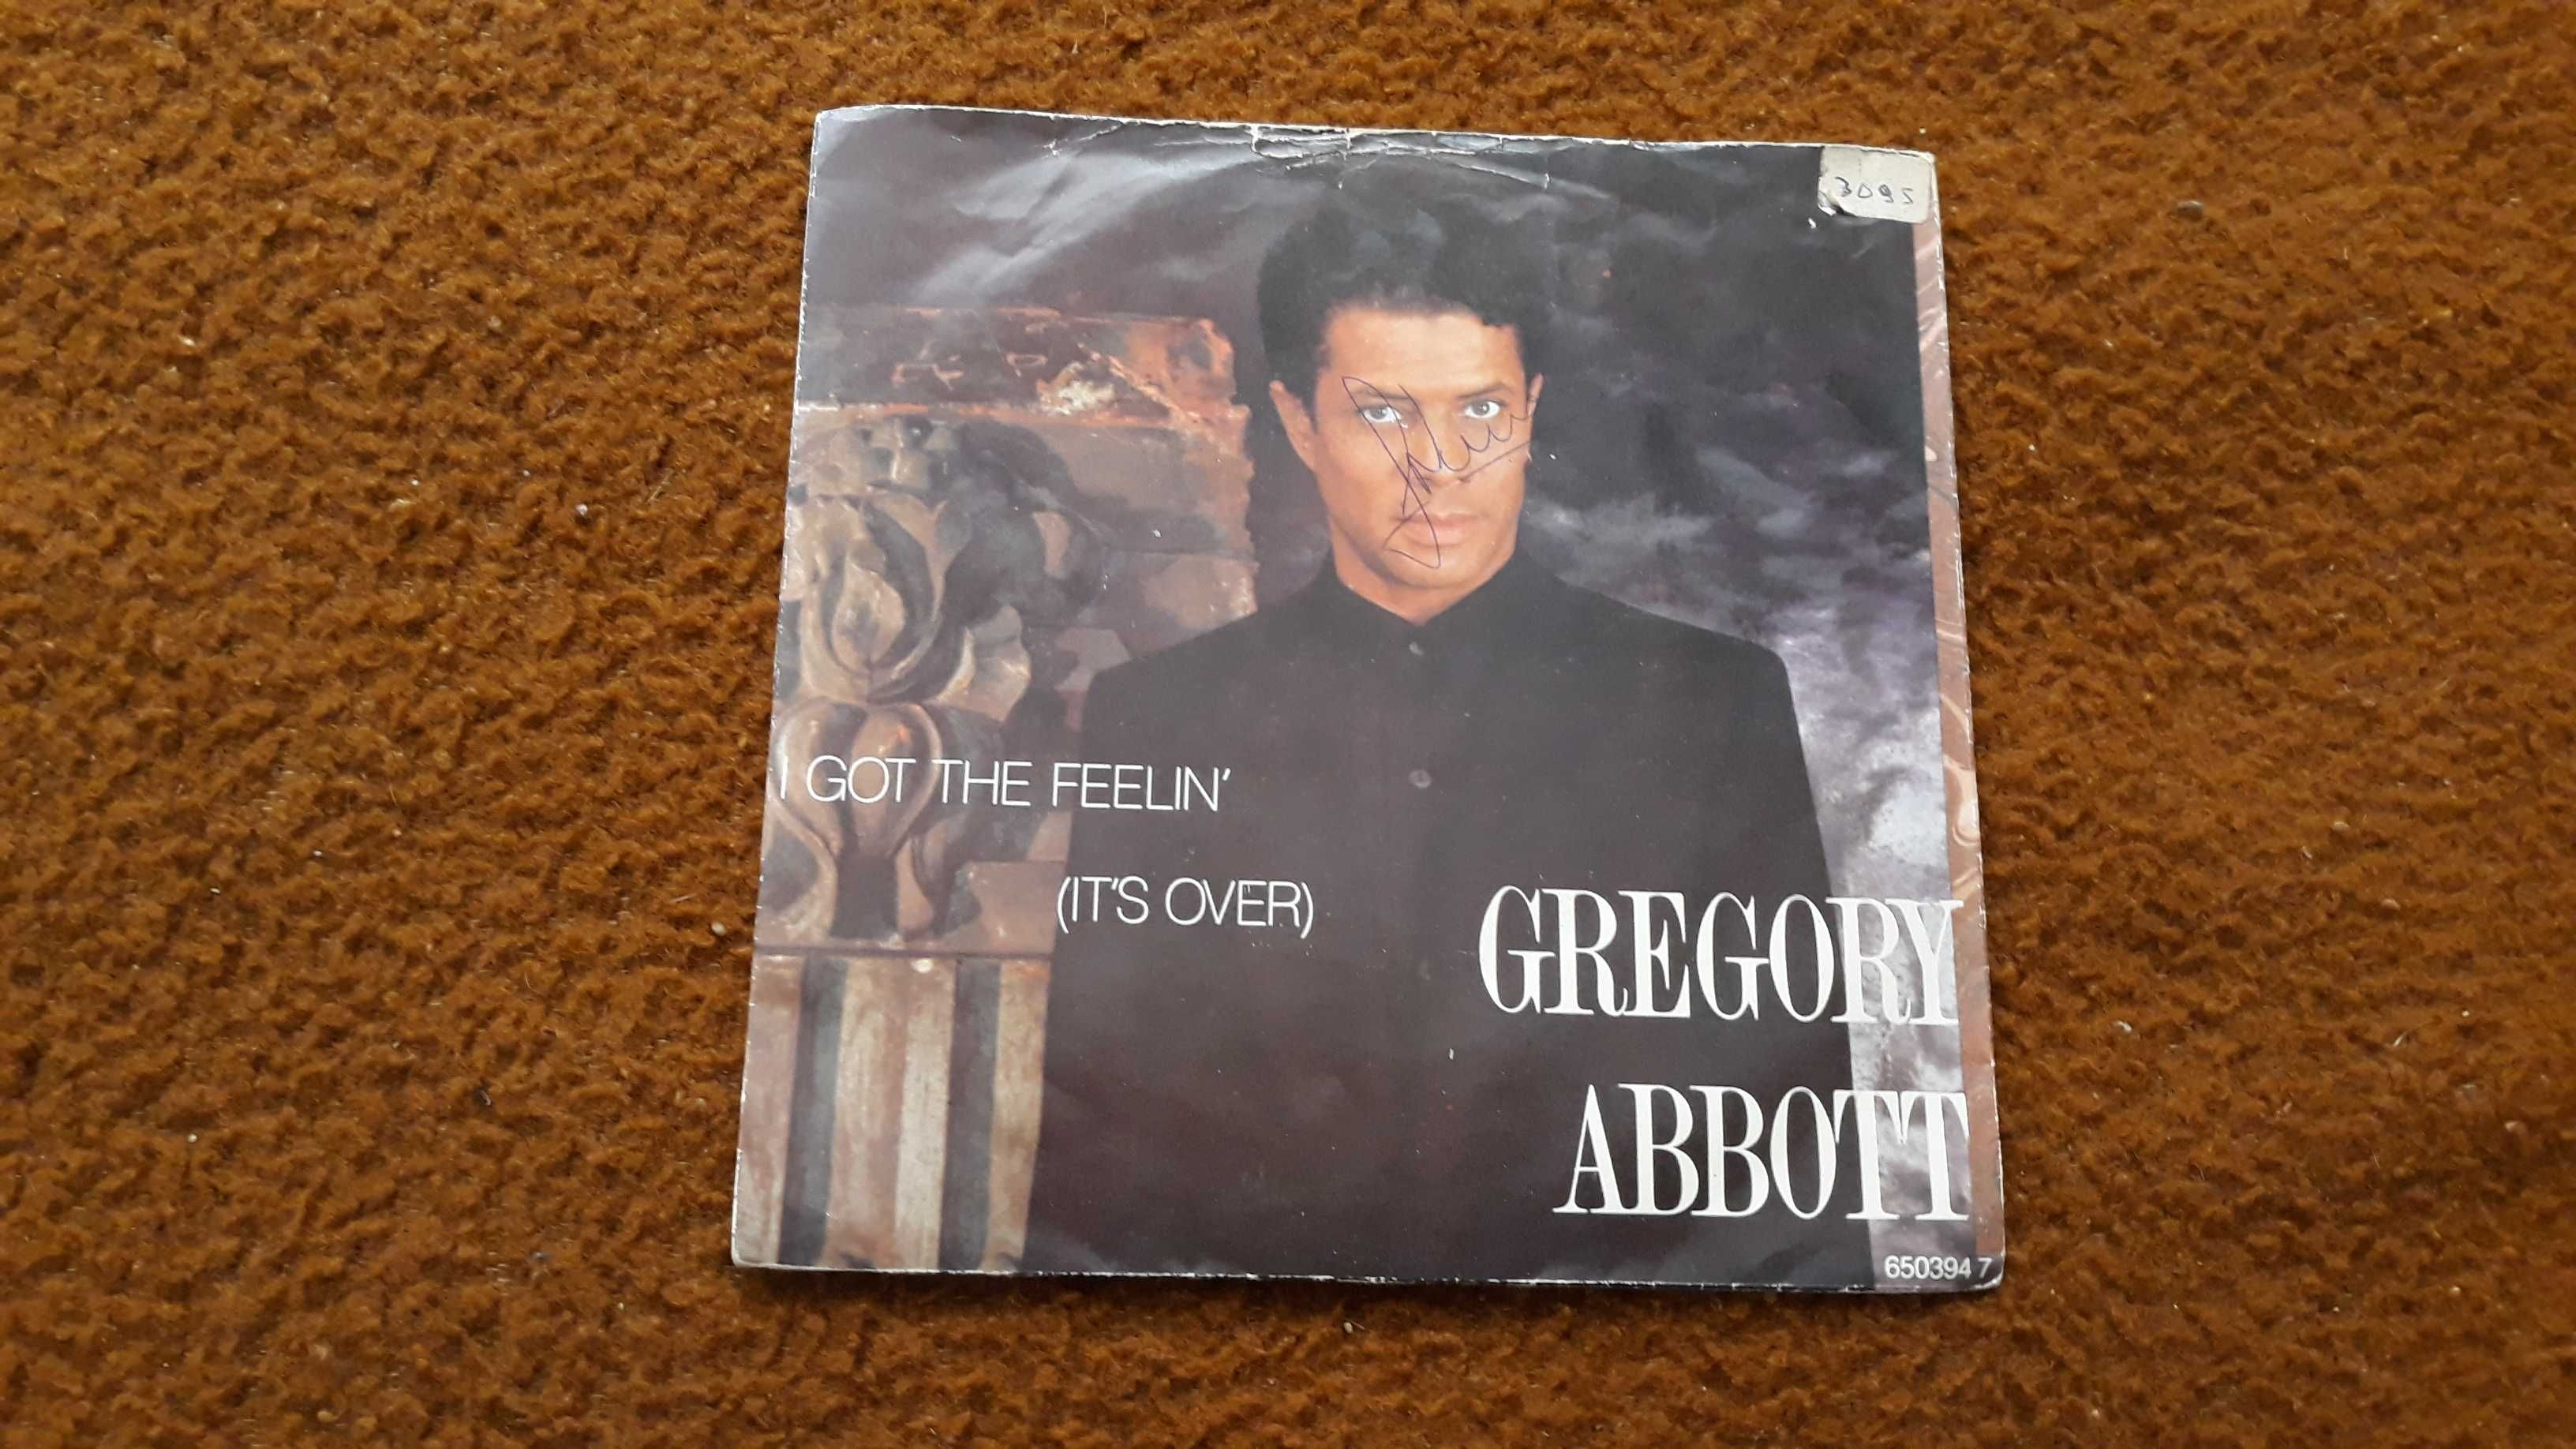 3095
I GOT THE FEELIN'
(IT'S OVER)
GREGORY
ABBOTT
650394 7